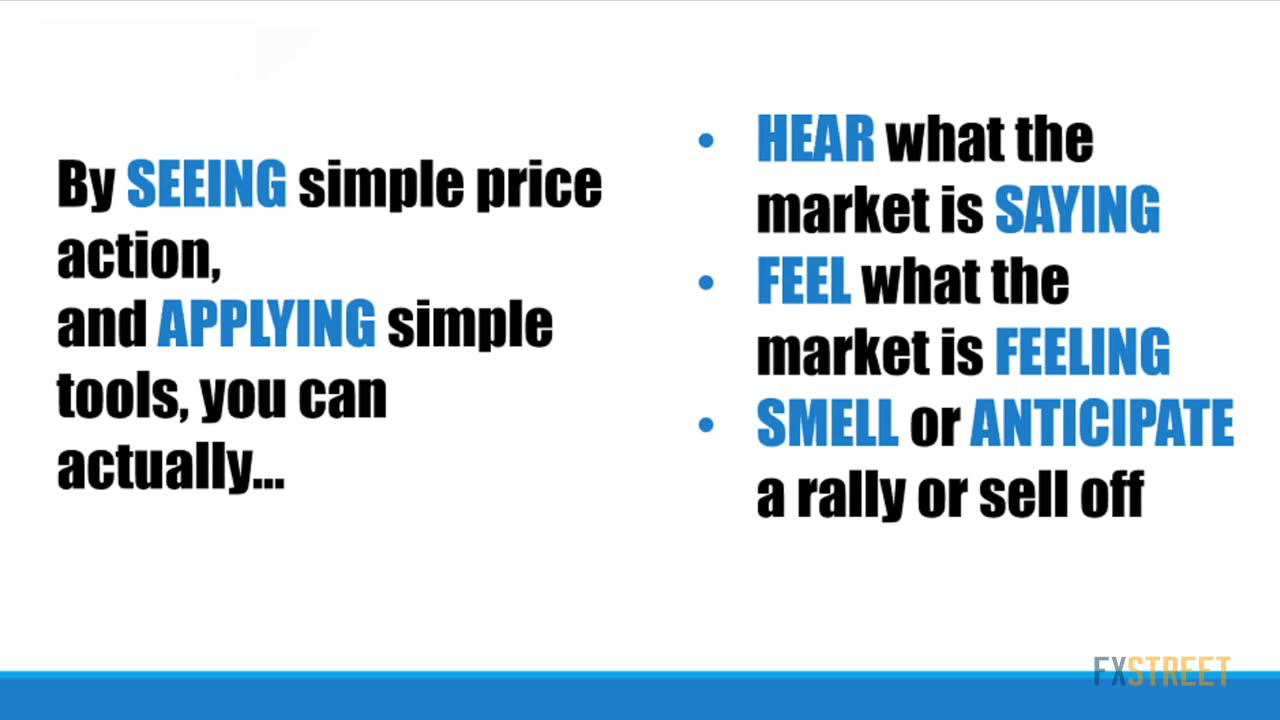 By SEEING simple price
action,
and APPLYING simple
tools, you can
actually...
• HEAR what the
market is SAYING
• FEEL what the
market is FEELING
• SMELL or ANTICIPATE
a rally or sell off
FXSTREET